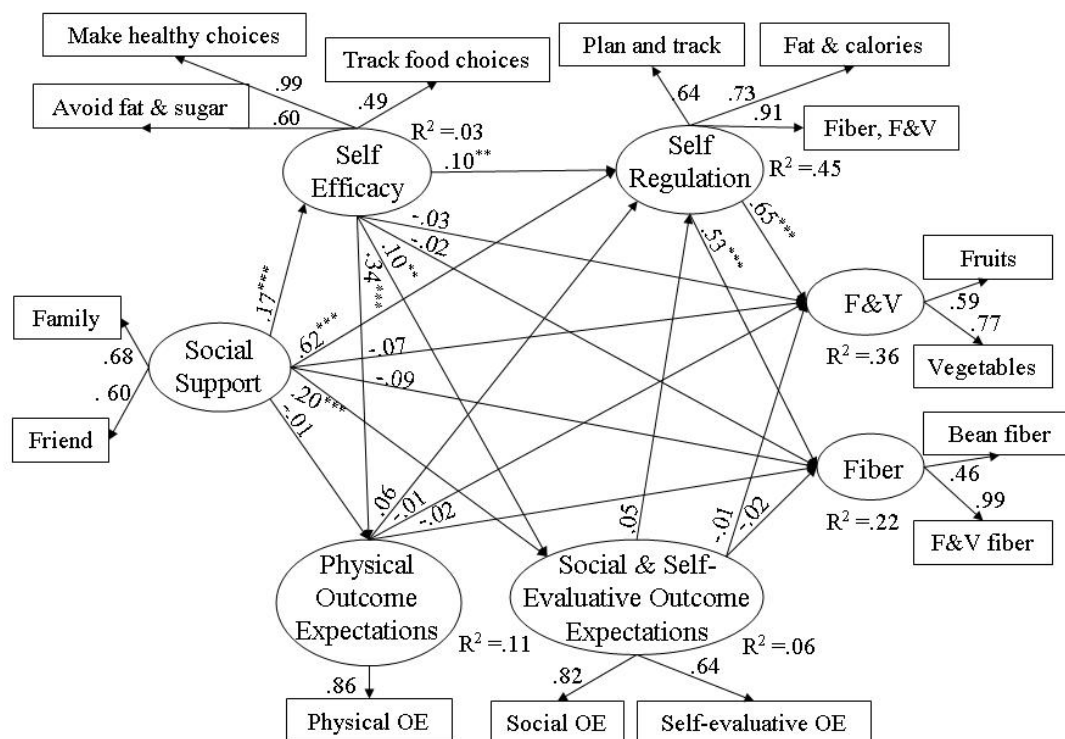 Make healthy choices
Plan and track
Fat & calories
Track food choices
.99
.49
.64
.73
Avoid fat & sugar
.60
.91
Fiber, F&V
R² =.03
Self
Efficacy
.10**
Self
Regulation
R² =.45
-.03
-.02
.65***
.53***
.34***
.10**
.17***
Fruits
Family
.68
Social
Support
.62***
-.07
F&V
.59
.77
R² =.36
Vegetables
. 60
-.09
.20***
-.01
Friend
Bean fiber
Fiber
.46
.99
R² =.22
F&V fiber
.06
-.01
-.02
.05
-.01
-.02
Physical
Outcome
Expectations
R² =.11
Social & Self-
Evaluative Outcome
Expectations
R² =.06
.86
.82
.64
Physical OE
Social OE
Self-evaluative OE